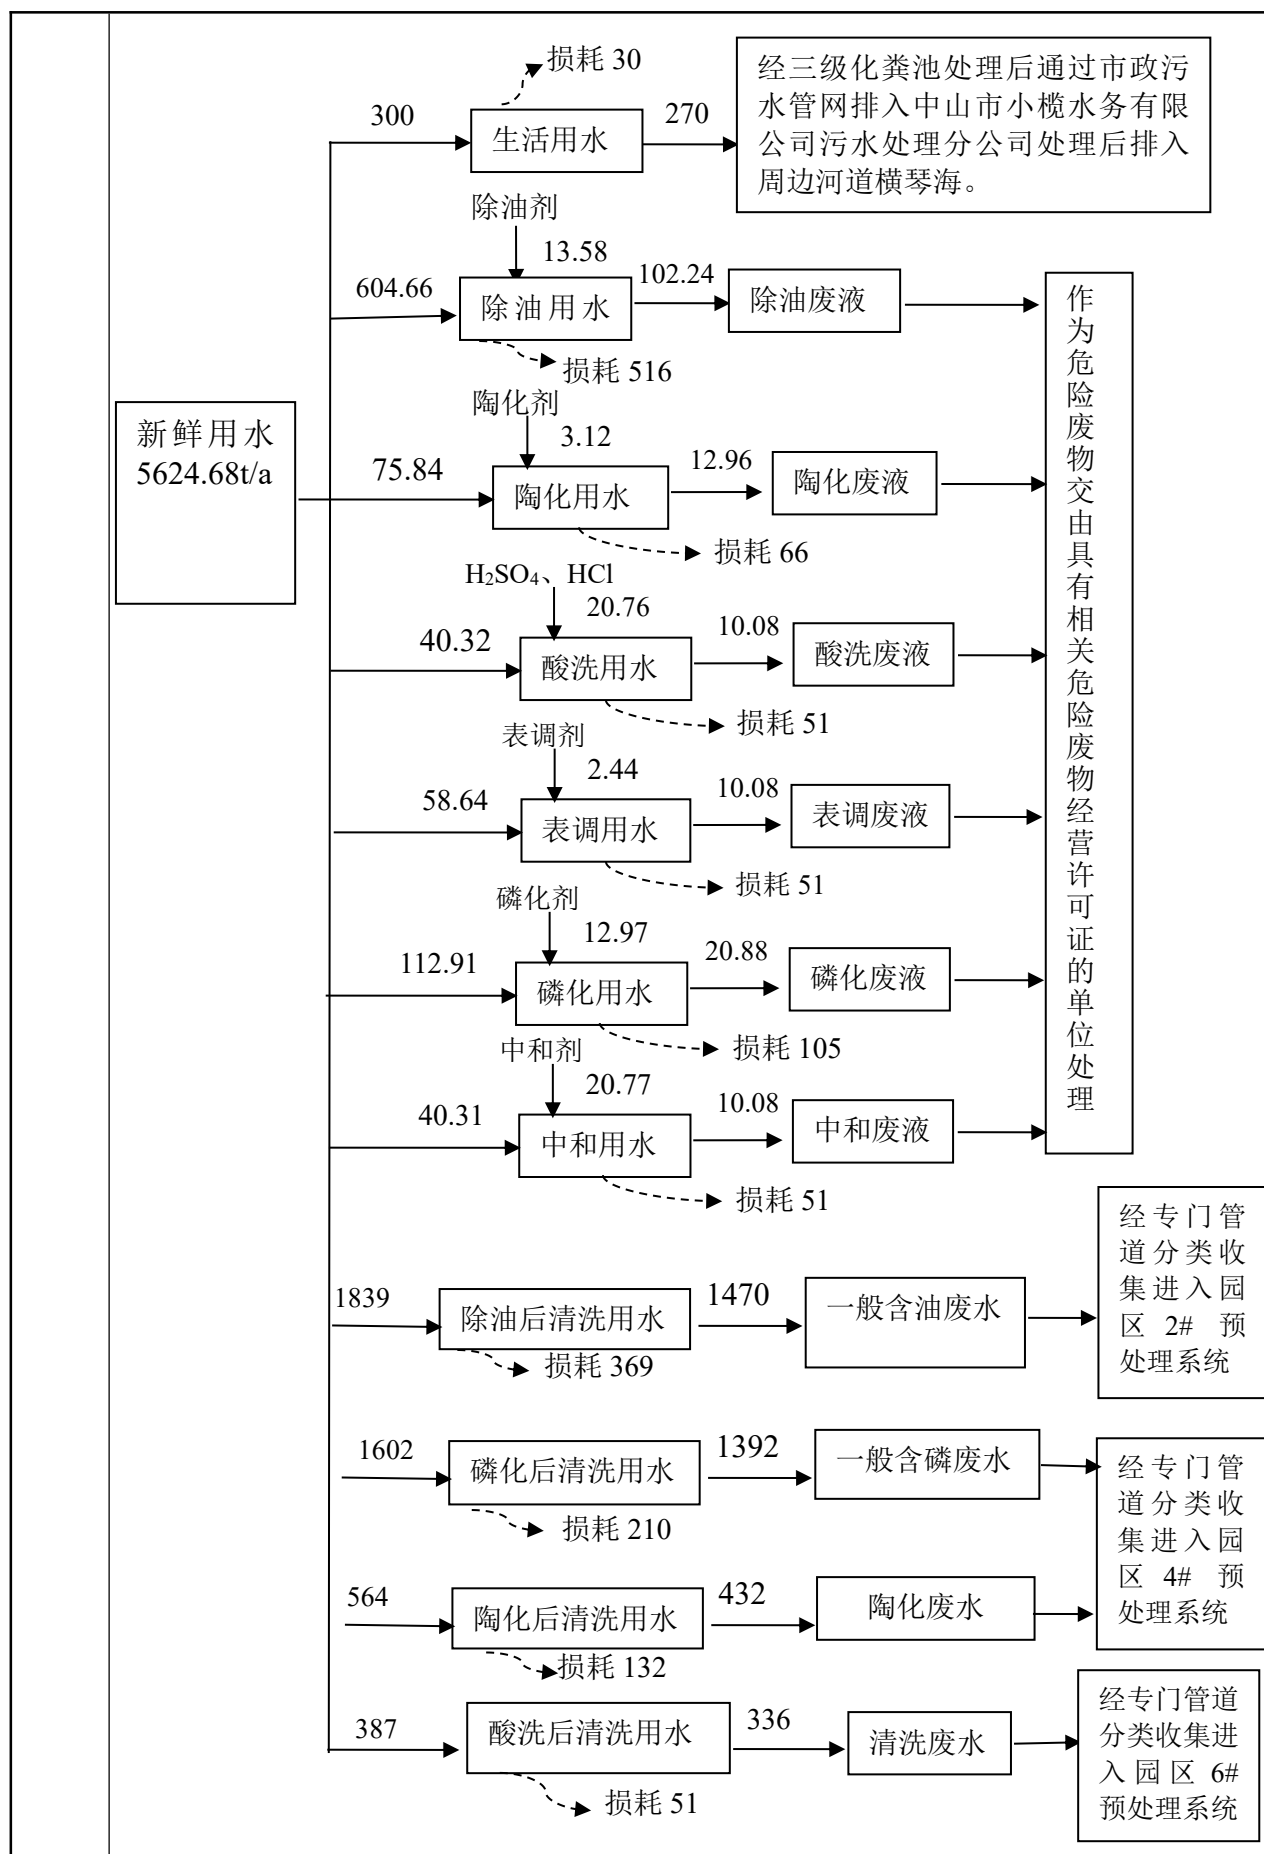 损耗 30
300
生活用水
270
经三级化粪池处理后通过市政污
水管网排入中山市小榄水务有限
公司污水处理分公司处理后排入
周边河道横琴海。
除油剂
13.58
604.66
除油用水
102.24
除油废液
损耗 516
作为危险废物交由具有相关危险废物经营许可证的单位处理
新鲜用水
5624.68t/a
陶化剂
3.12
75.84
陶化用水
12.96
陶化废液
损耗 66
H₂SO₄、HCl
20.76
40.32
酸洗用水
10.08
酸洗废液
损耗 51
表调剂
2.44
58.64
表调用水
10.08
表调废液
损耗 51
磷化剂
12.97
112.91
磷化用水
20.88
磷化废液
损耗 105
中和剂
20.77
40.31
中和用水
10.08
中和废液
损耗 51
1839
除油后清洗用水
1470
一般含油废水
损耗 369
经专门管
道分类收
集进入园
区 2# 预
处理系统
1602
磷化后清洗用水
1392
一般含磷废水
损耗 210
经专门管
道分类收
集进入园
区 4# 预
处理系统
564
陶化后清洗用水
432
陶化废水
损耗 132
387
酸洗后清洗用水
336
清洗废水
损耗 51
经专门管道
分类收集进
入园区 6#
预处理系统